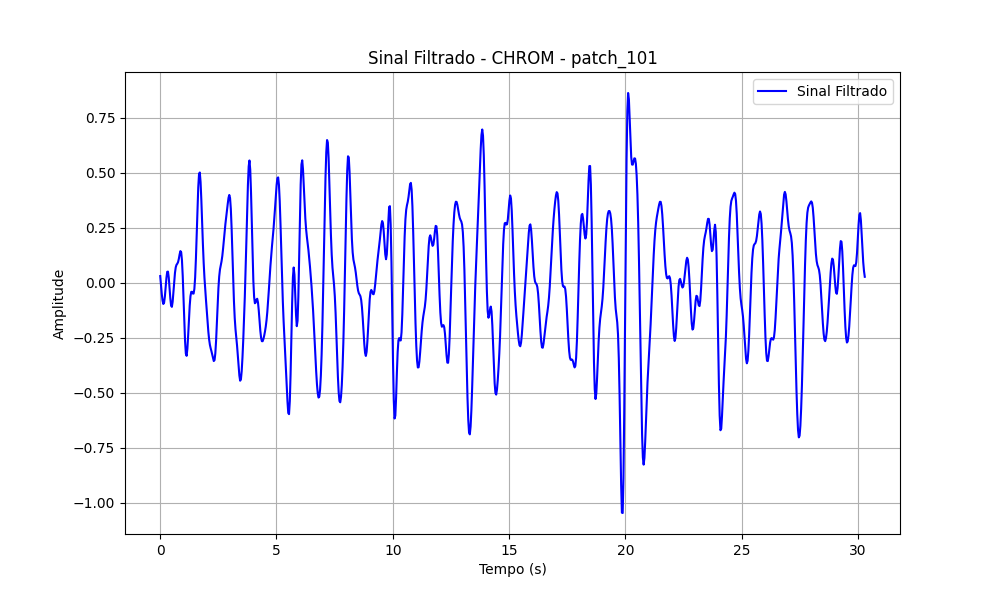 Sinal Filtrado - CHROM - patch_101
Sinal Filtrado
0.75
0.50
0.25
0.00
−0.25
−0.50
−0.75
−1.00
Amplitude
0 5 10 15 20 25 30
Tempo (s)